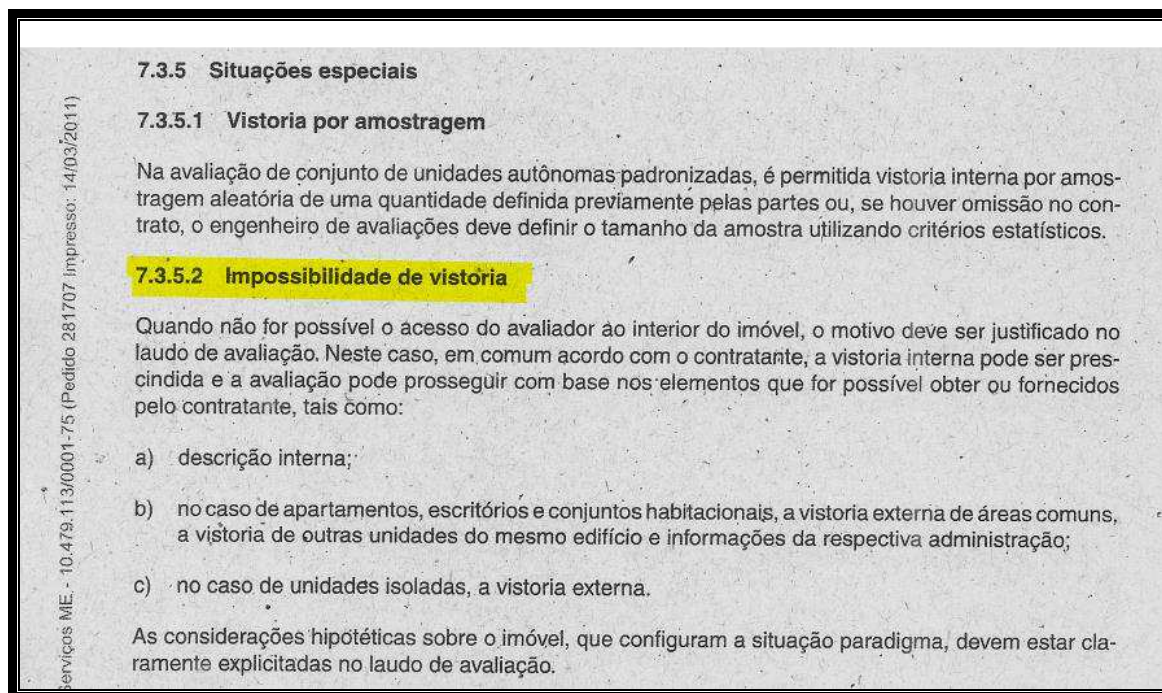 7.3.5 Situações especiais
7.3.5.1 Vistoria por amostragem
Na avaliação de conjunto de unidades autônomas padronizadas, é permitida vistoria interna por amos-
tragem aleatória de uma quantidade definida previamente pelas partes ou, se houver omissão no con-
trato, o engenheiro de avaliações deve definir o tamanho da amostra utilizando critérios estatísticos.
7.3.5.2 Impossibilidade de vistoria
Quando não for possível o acesso do avaliador ao interior do imóvel, o motivo deve ser justificado no
laudo de avaliação. Neste caso, em comum acordo com o contratante, a vistoria interna pode ser pres-
cindida e a avaliação pode prosseguir com base nos elementos que for possível obter ou fornecidos
pelo contratante, tais como:
a) descrição interna;
b) no caso de apartamentos, escritórios e conjuntos habitacionais, a vistoria externa de áreas comuns,
a vistoria de outras unidades do mesmo edifício e informações da respectiva administração;
c) no caso de unidades isoladas, a vistoria externa.
As considerações hipotéticas sobre o imóvel, que configuram a situação paradigma, devem estar cla-
ramente explicitadas no laudo de avaliação.
Serviços ME. - 10.479.113/0001-75 (Pedido 281707 Impresso: 14/03/2011)